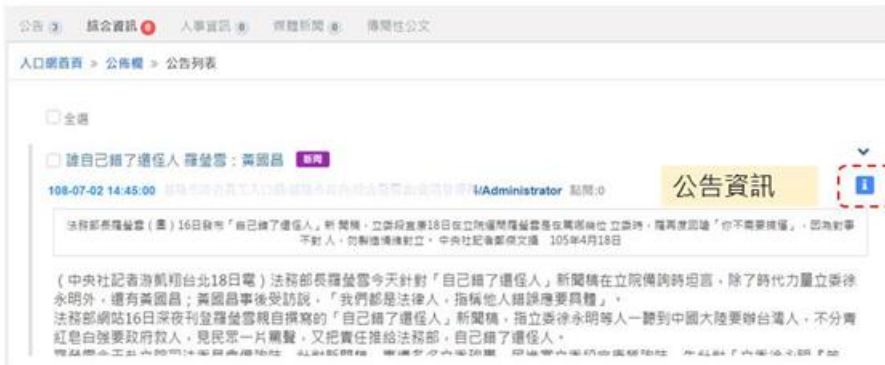 公告 3 綜合資訊 0 人事資訊 0 媒體新聞 0 傳閱性公文
入口網首頁 » 公佈欄 » 公告列表
全選
誰自己錯了還怪人 羅瑩雪：黃國昌 新聞
108-07-02 14:45:00 /Administrator 點閱:0
公告資訊
法務部長羅瑩雪（圖）16日發布「自己錯了還怪人」新聞稿，立委段宜康18日在立院
立委時，羅再度回嗆「你不需要搞懂」，因為對事
不對人，勿製造情緒對立。 中央社記者鄭傑文攝 105年4月18日
（中央社記者游凱翔台北18日電）法務部長羅瑩雪今天針對「自己錯了還怪人」新聞稿在立院備詢時坦言，除了時代力量立委徐
永明外，還有黃國昌；黃國昌事後受訪說，「我們都是法律人，指稱他人錯誤應要具體」。
法務部網站16日深夜刊登羅瑩雪親自撰寫的「自己錯了還怪人」新聞稿，指立委徐永明等人一聽到中國大陸要辦台灣人，不分青
紅皂白強要政府救人，見民眾一片罵聲，又把責任推給法務部，自己錯了還怪人。